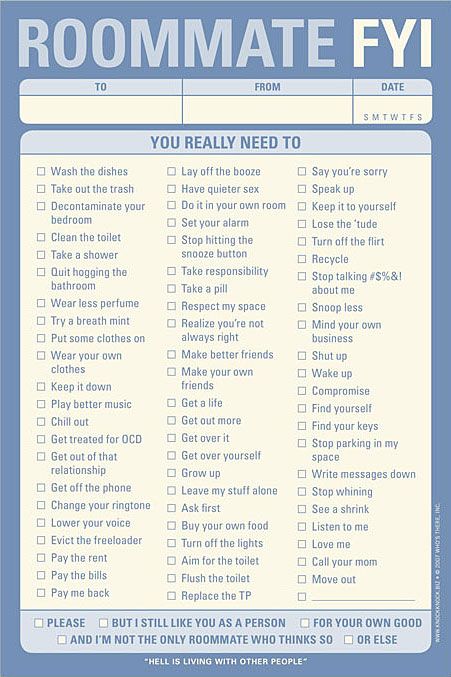 ROOMMATE FYI
TO
FROM
DATE
S M T W T F S
YOU REALLY NEED TO
Wash the dishes
Take out the trash
Decontaminate your
bedroom
Clean the toilet
Take a shower
Quit hogging the
bathroom
Wear less perfume
Try a breath mint
Put some clothes on
Wear your own
clothes
Keep it down
Play better music
Chill out
Get treated for OCD
Get out of that
relationship
Get off the phone
Change your ringtone
Lower your voice
Evict the freeloader
Pay the rent
Pay the bills
Pay me back
Lay off the booze
Have quieter sex
Do it in your own room
Set your alarm
Stop hitting the
snooze button
Take responsibility
Take a pill
Respect my space
Realize you're not
always right
Make better friends
Make your own
friends
Get a life
Get out more
Get over it
Get over yourself
Grow up
Leave my stuff alone
Ask first
Buy your own food
Turn off the lights
Aim for the toilet
Flush the toilet
Replace the TP
Say you're sorry
Speak up
Keep it to yourself
Lose the 'tude
Turn off the flirt
Recycle
Stop talking #$%&!
about me
Snoop less
Mind your own
business
Shut up
Wake up
Compromise
Find yourself
Find your keys
Stop parking in my
space
Write messages down
Stop whining
See a shrink
Listen to me
Love me
Call your mom
Move out
PLEASE
BUT I STILL LIKE YOU AS A PERSON
FOR YOUR OWN GOOD
AND I'M NOT THE ONLY ROOMMATE WHO THINKS SO
OR ELSE
"HELL IS LIVING WITH OTHER PEOPLE"
WWW.KNOCKKNOCK.BIZ • © 2007 WHO'S THERE, INC.